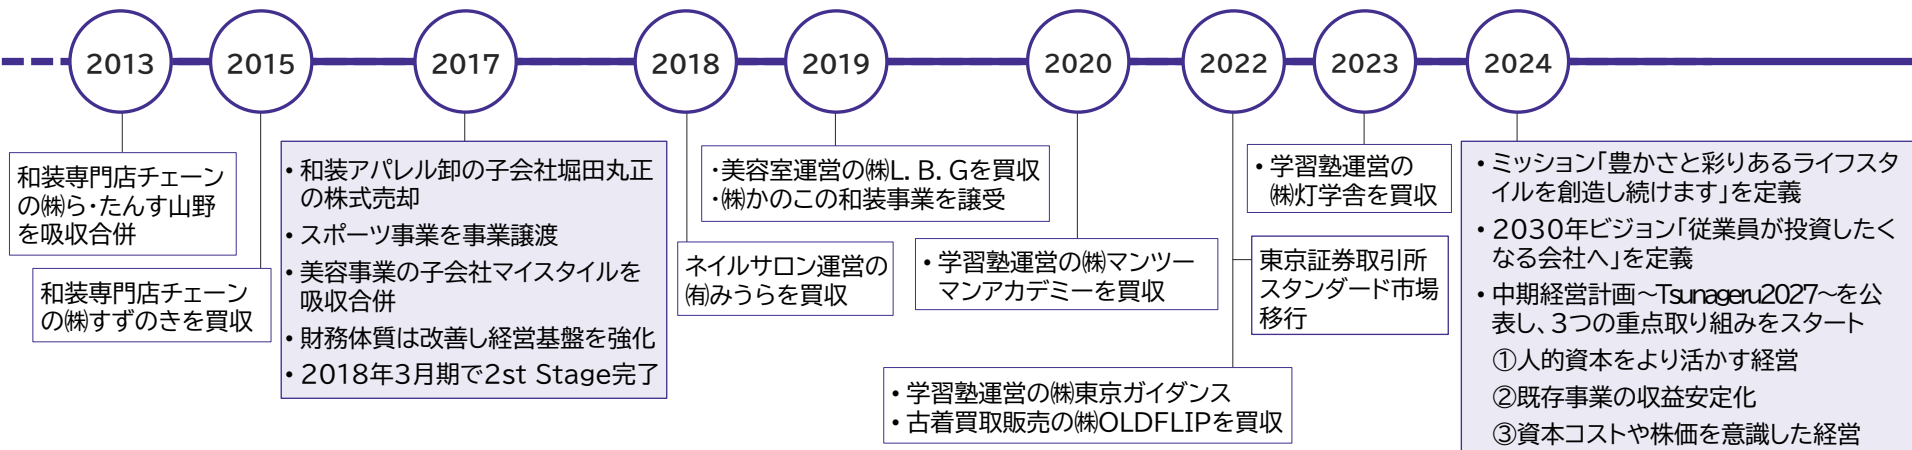 2013
2015
2017
2018
2019
2020
2022
2023
2024
和装専門店チェーン
の㈱ら・たんす山野
を吸収合併
和装専門店チェーン
の㈱すずのきを買収
・和装アパレル卸の子会社堀田丸正
の株式売却
・スポーツ事業を事業譲渡
・美容事業の子会社マイスタイルを
吸収合併
・財務体質は改善し経営基盤を強化
・2018年3月期で2st Stage完了
ネイルサロン運営の
㈲みうらを買収
・美容室運営の㈱L. B. Gを買収
・㈱かのこの和装事業を譲受
・学習塾運営の㈱マンツー
マンアカデミーを買収
・学習塾運営の㈱東京ガイダンス
・古着買取販売の㈱OLDFLIPを買収
東京証券取引所
スタンダード市場
移行
・学習塾運営の
㈱灯学舎を買収
・ミッション「豊かさと彩りあるライフスタ
イルを創造し続けます」を定義
・2030年ビジョン「従業員が投資したく
なる会社へ」を定義
・中期経営計画～Tsunageru2027～を公
表し、3つの重点取り組みをスタート
①人的資本をより活かす経営
②既存事業の収益安定化
③資本コストや株価を意識した経営